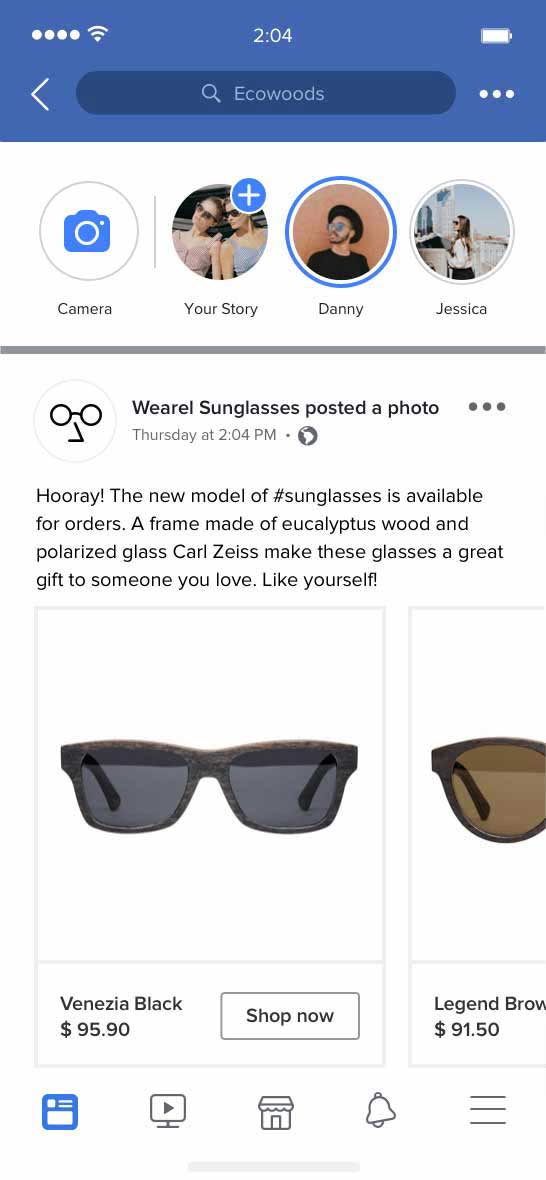 2:04
Ecowoods
Camera
Your Story
Danny
Jessica
Wearel Sunglasses posted a photo
Thursday at 2:04 PM •
Hooray! The new model of #sunglasses is available
for orders. A frame made of eucalyptus wood and
polarized glass Carl Zeiss make these glasses a great
gift to someone you love. Like yourself!
Venezia Black
$ 95.90
Shop now
Legend Brow
$ 91.50